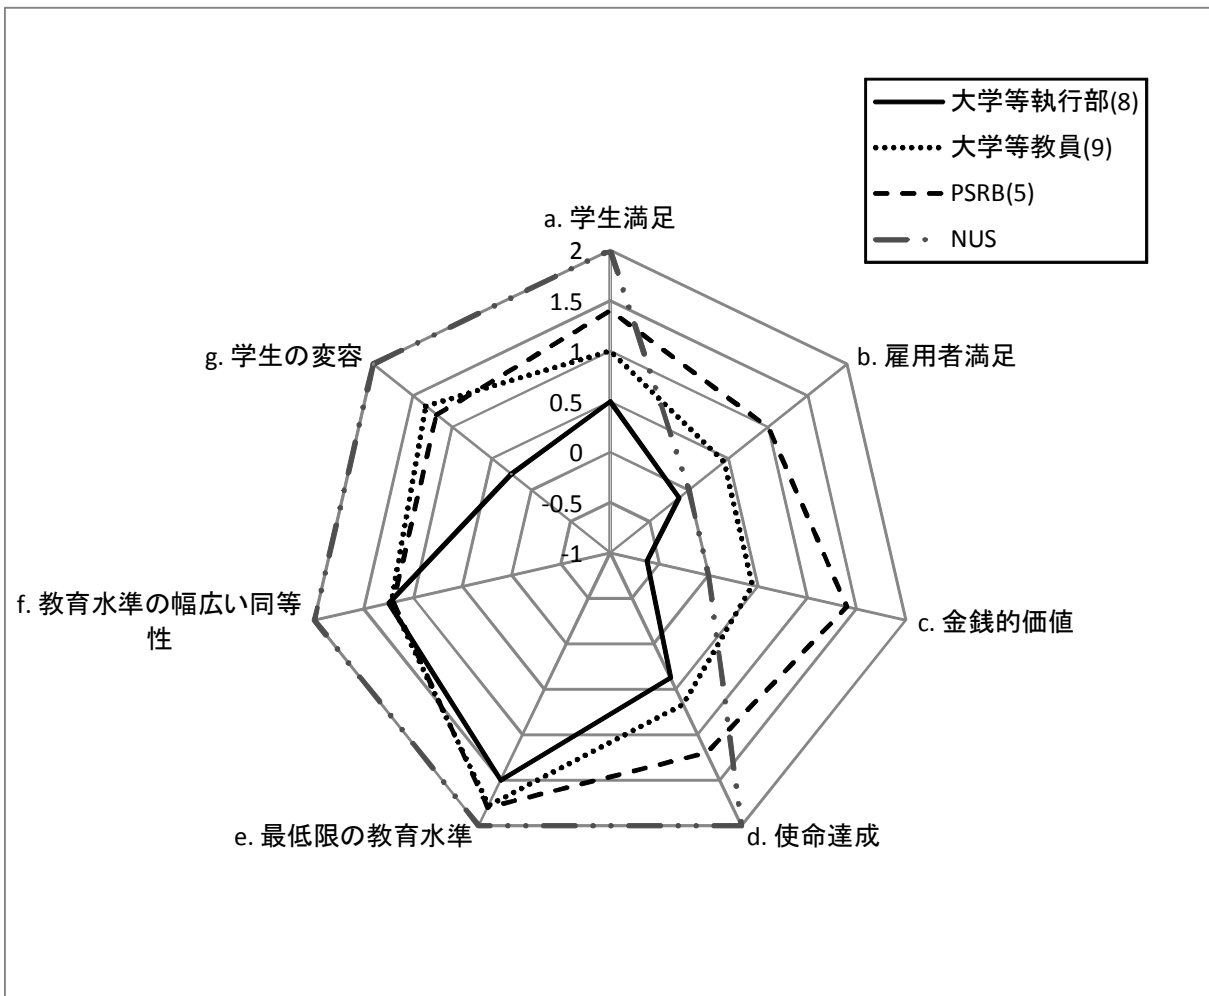 大学等執行部(8)
大学等教員(9)
PSRB(5)
NUS
a. 学生満足
2
1.5
1
0.5
0
-0.5
-1
b. 雇用者満足
c. 金銭的価値
d. 使命達成
e. 最低限の教育水準
f. 教育水準の幅広い同等
性
g. 学生の変容